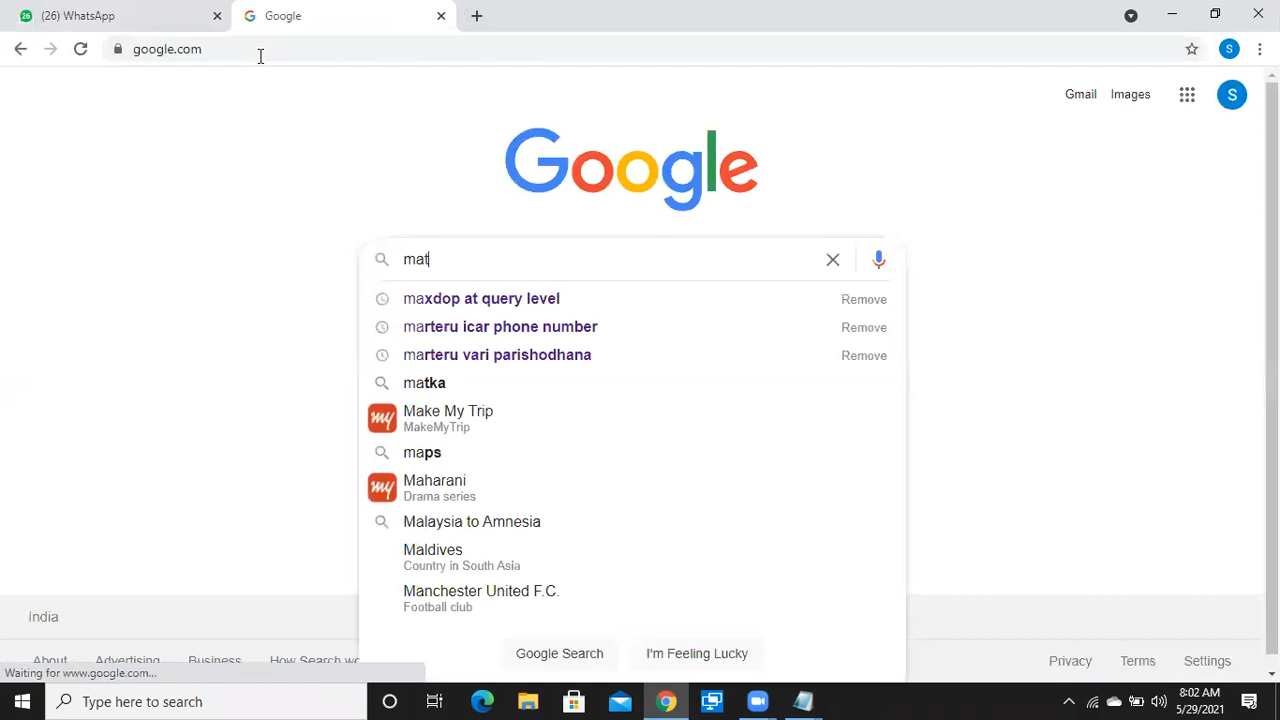 (26) WhatsApp
Google
google.com
S
Gmail
Images
S
Google
mat
maxdop at query level
Remove
marteru icar phone number
Remove
marteru vari parishodhana
Remove
matka
my
Make My Trip
MakeMyTrip
maps
my
Maharani
Drama series
Malaysia to Amnesia
Maldives
Country in South Asia
Manchester United F.C.
Football club
India
Google Search
I'm Feeling Lucky
About
Advertising
Business
How Search wo
Privacy
Terms
Settings
Waiting for www.google.com...
Type here to search
8:02 AM
5/29/2021